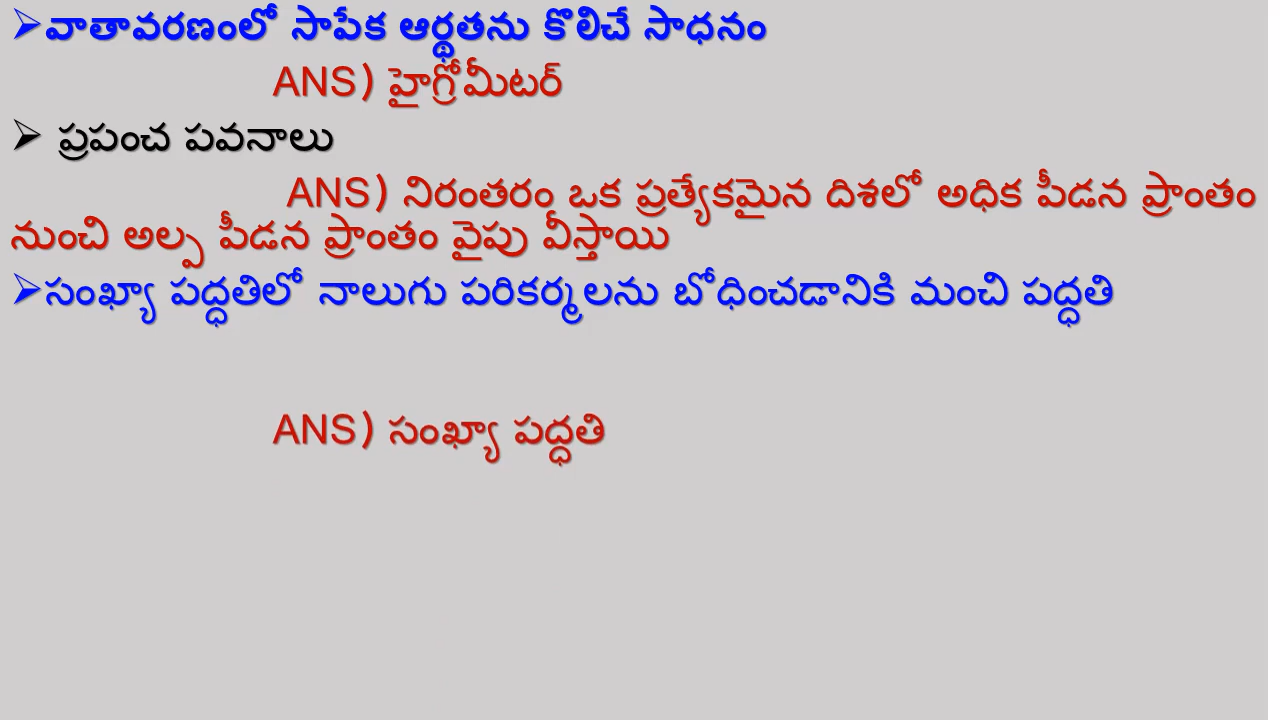 ➢వాతావరణంలో సాపేక ఆర్థతను కొలిచే సాధనం
ANS) హైగ్రోమీటర్
➢ ప్రపంచ పవనాలు
ANS) నిరంతరం ఒక ప్రత్యేకమైన దిశలో అధిక పీడన ప్రాంతం
నుంచి అల్ప పీడన ప్రాంతం వైపు వీస్తాయి
➢సంఖ్యా పద్ధతిలో నాలుగు పరికర్మలను బోధించడానికి మంచి పద్ధతి
ANS) సంఖ్యా పద్ధతి